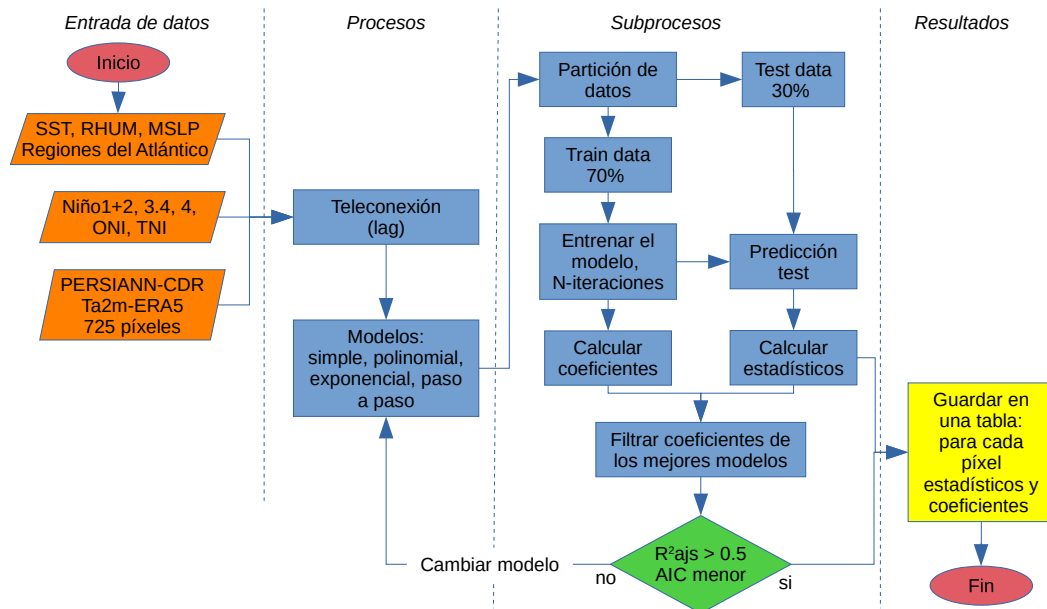 Entrada de datos
Procesos
Subprocesos
Resultados
Inicio
SST, RHUM, MSLP
Regiones del Atlántico
Niño1+2, 3.4, 4,
ONI, TNI
PERSIANN-CDR
Ta2m-ERA5
725 píxeles
Teleconexión
(lag)
Modelos:
simple, polinomial,
exponencial, paso
a paso
Partición de
datos
Test data
30%
Train data
70%
Entrenar el
modelo,
N-iteraciones
Predicción
test
Calcular
coeficientes
Calcular
estadísticos
Filtrar coeficientes de
los mejores modelos
R²ajs > 0.5
AIC menor
no
si
Cambiar modelo
Guardar en
una tabla:
para cada
píxel
estadísticos y
coeficientes
Fin